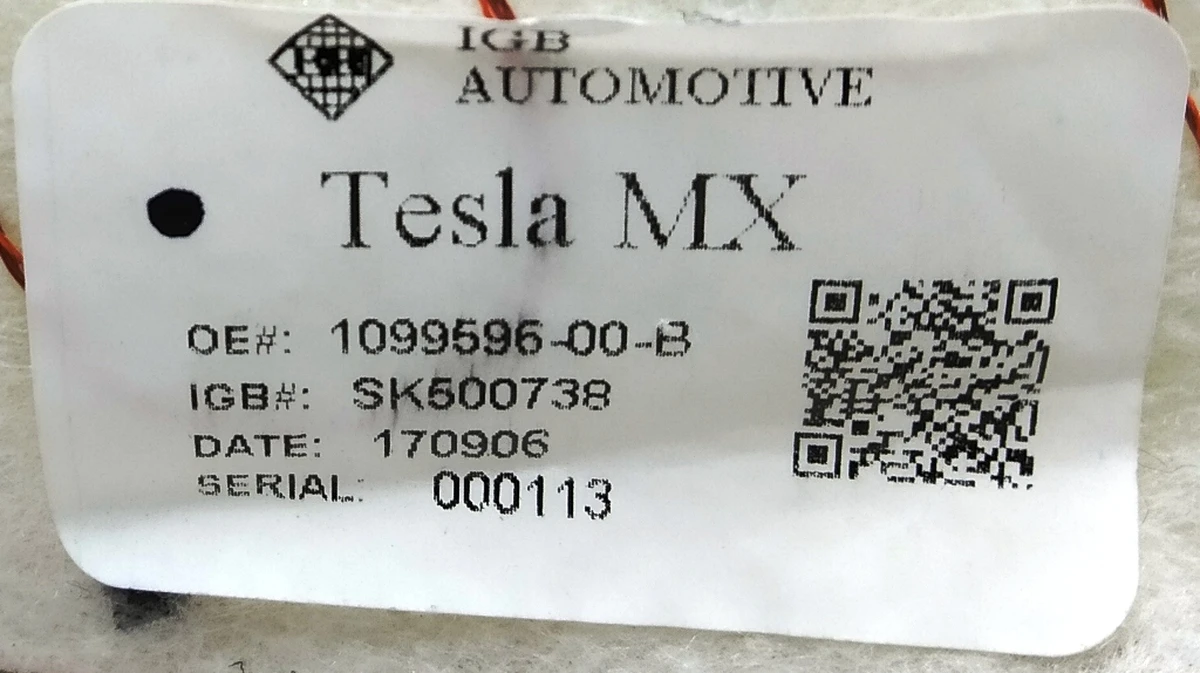 IGB
AUTOMOTIVE
Tesla MX
OE#: 1099596-00-B
IGB#: SK500738
DATE: 170906
SERIAL: 000113